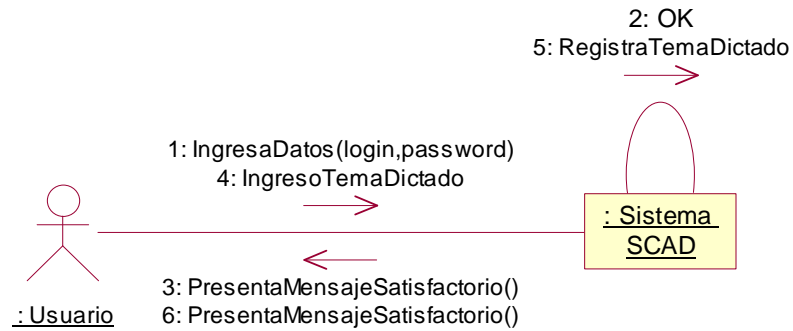 2: OK
5: RegistraTemaDictado
1: IngresaDatos(login,password)
4: IngresoTemaDictado
: Sistema
SCAD
3: PresentaMensajeSatisfactorio()
: Usuario
6: PresentaMensajeSatisfactorio()